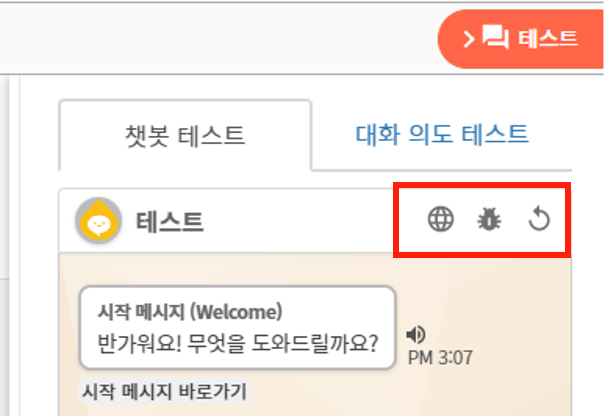 테스트
챗봇 테스트
대화 의도 테스트
테스트
시작 메시지 (Welcome)
반가워요! 무엇을 도와드릴까요?
PM 3:07
시작 메시지 바로가기